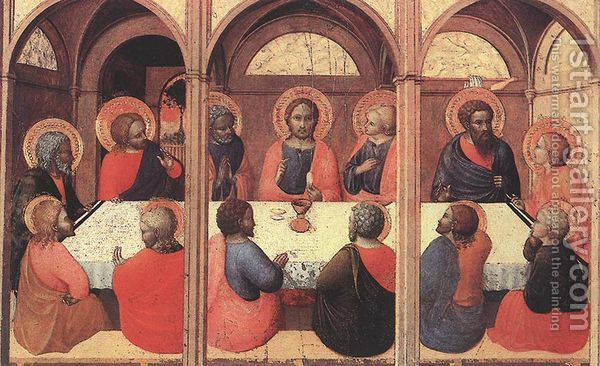 1st-art-gallery.com
This watermark does not appear on the painting